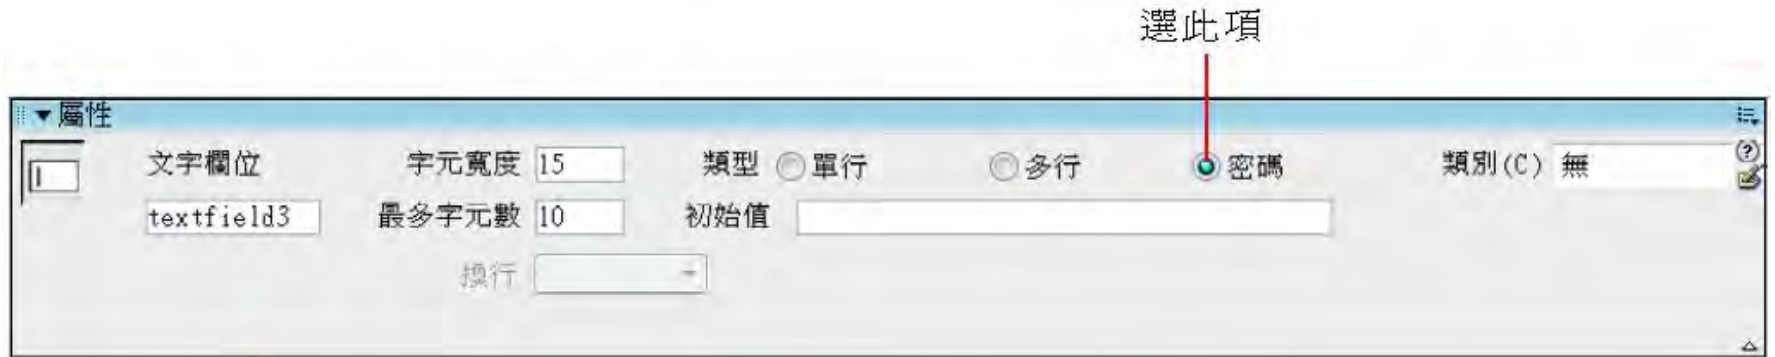 選此項
屬性
文字欄位 字元寬度 15 類型 單行 多行 密碼 類別(C) 無
textfield3 最多字元數 10 初始值
換行